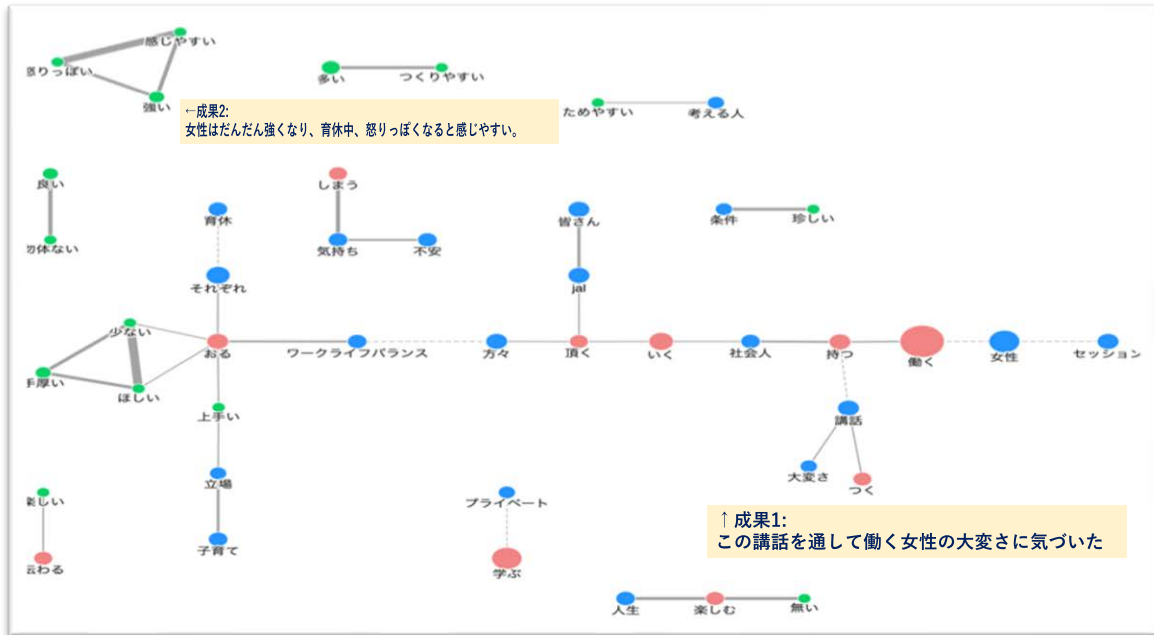 感じやすい
怒りっぽい
強い
多い
つくりやすい
ためやすい
考える人
←成果2:
女性はだんだん強くなり、育休中、怒りっぽくなると感じやすい。
良い
勿体ない
しまう
育休
気持ち
不安
皆さん
条件
珍しい
それぞれ
jal
少ない
おる
ワークライフバランス
方々
頂く
いく
社会人
持つ
働く
女性
セッション
手厚い
ほしい
上手い
講話
大変さ
つく
立場
楽しい
プライベート
子育て
伝わる
学ぶ
↑成果1:
この講話を通して働く女性の大変さに気づいた
人生
楽しむ
無い